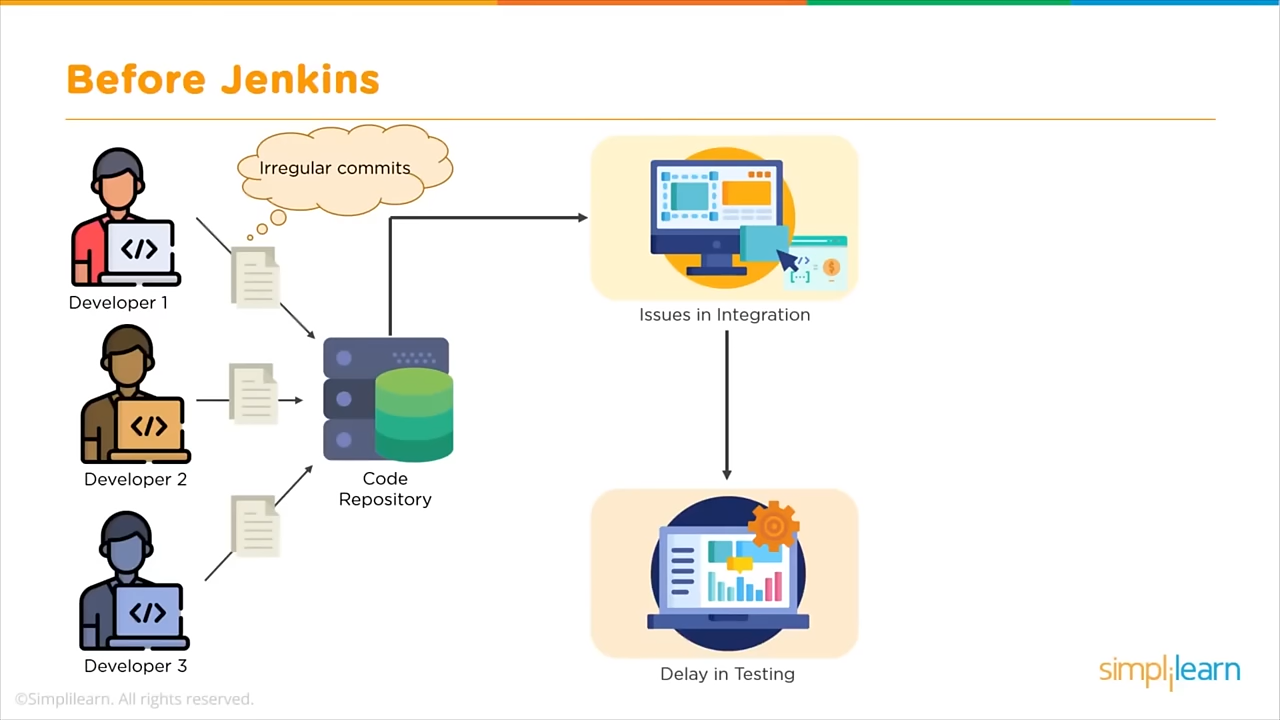 Before Jenkins
Irregular commits
</>
Developer 1
</>
Developer 2
</>
Developer 3
Code
Repository
Issues in Integration
Delay in Testing
simplilearn
©Simplilearn. All rights reserved.